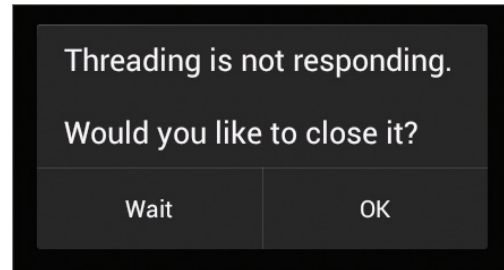 Threading is not responding.
Would you like to close it?
Wait
OK